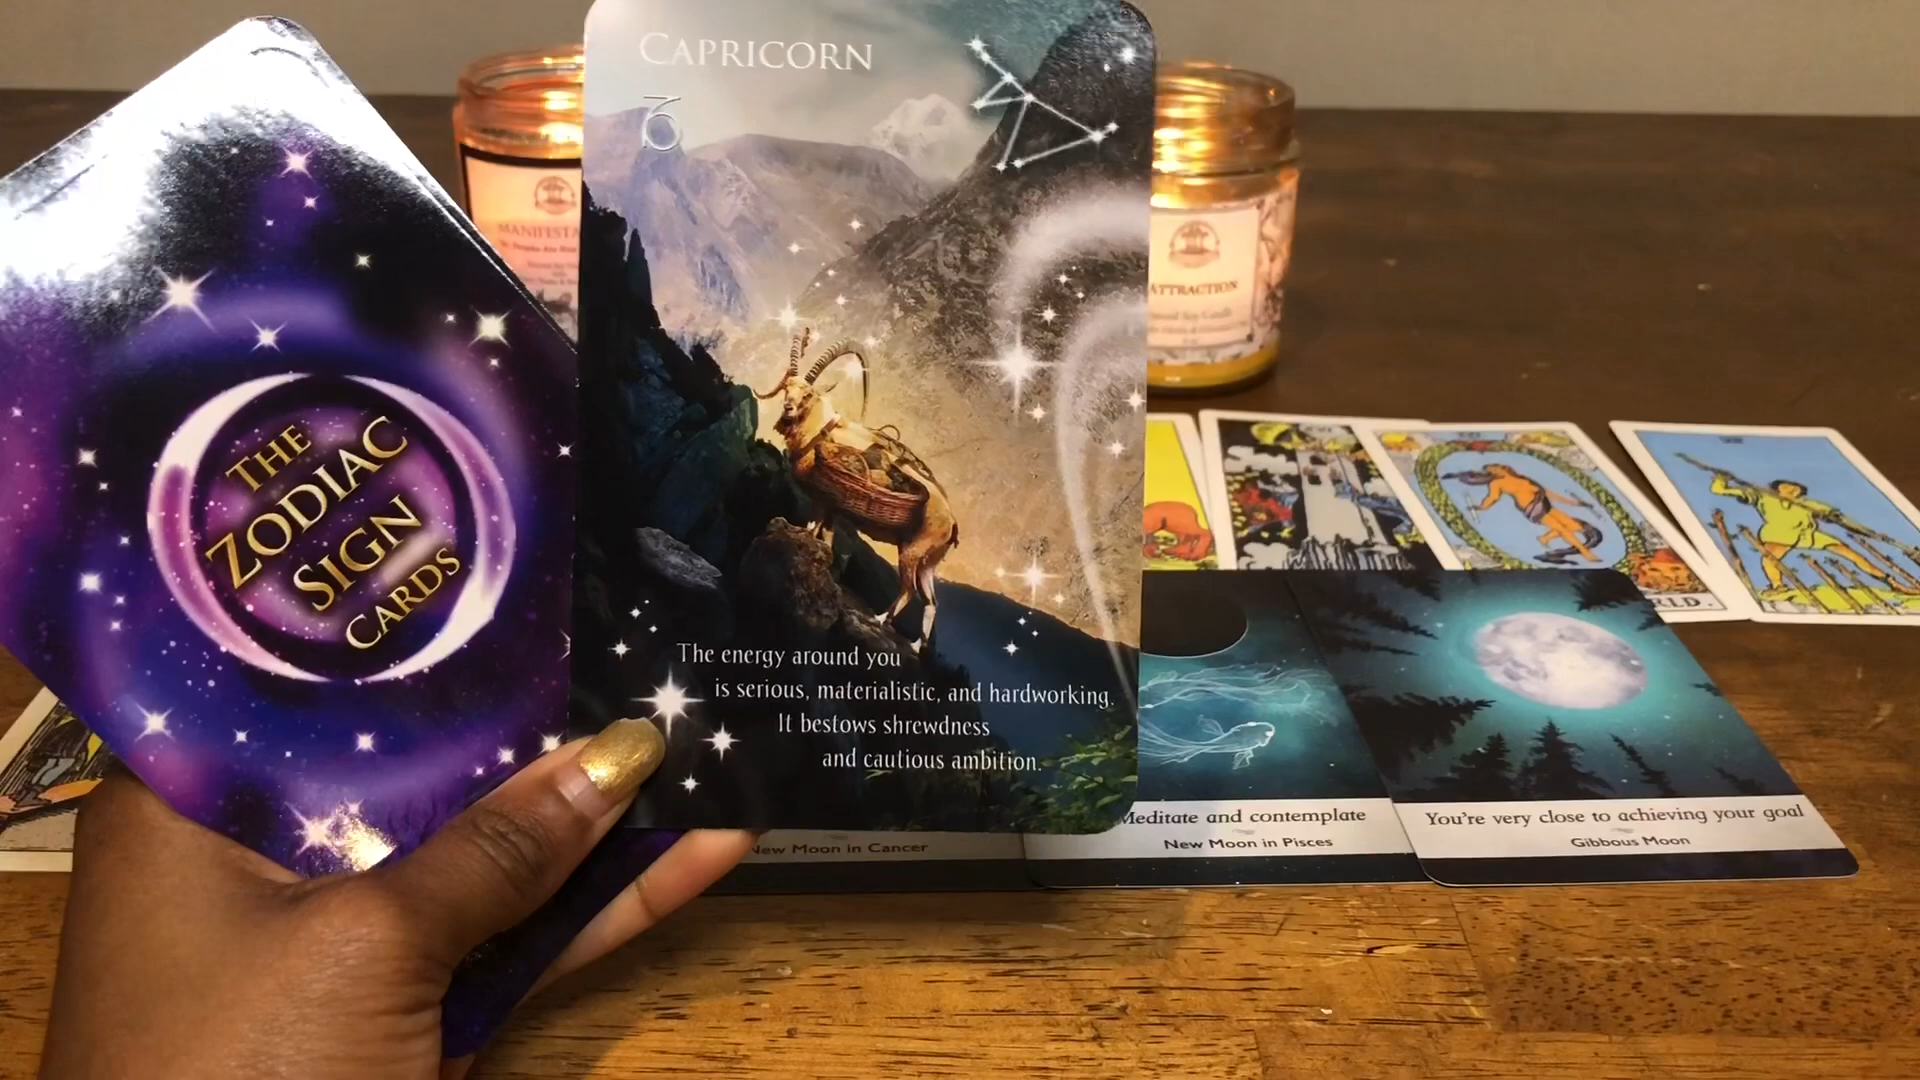 THE
ZODIAC
SIGN
CARDS
CAPRICORN
The energy around you
is serious, materialistic, and hardworking.
It bestows shrewdness
and cautious ambition.
MANIFESTA
ATTRACTION
New Moon in Cancer
Meditate and contemplate
New Moon in Pisces
You're very close to achieving your goal
Gibbous Moon
RLD.